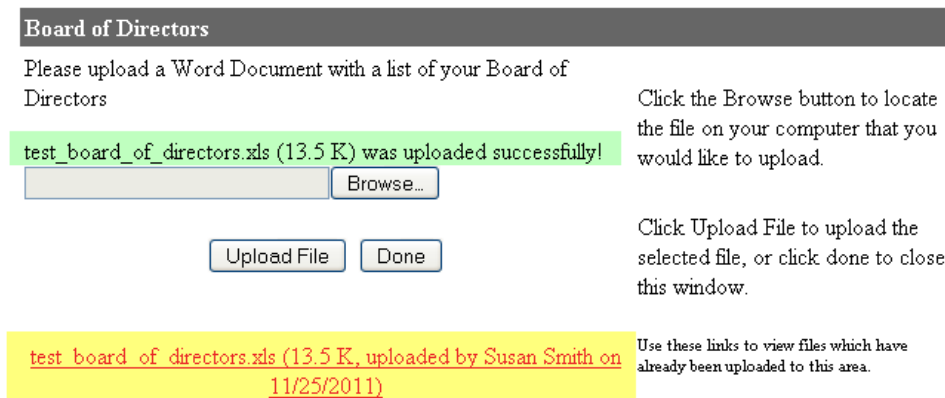 Board of Directors
Please upload a Word Document with a list of your Board of
Directors
test_board_of_directors.xls (13.5 K) was uploaded successfully!
Browse...
Upload File
Done
test_board_of_directors.xls (13.5 K, uploaded by Susan Smith on
11/25/2011)
Click the Browse button to locate
the file on your computer that you
would like to upload.
Click Upload File to upload the
selected file, or click done to close
this window.
Use these links to view files which have
already been uploaded to this area.